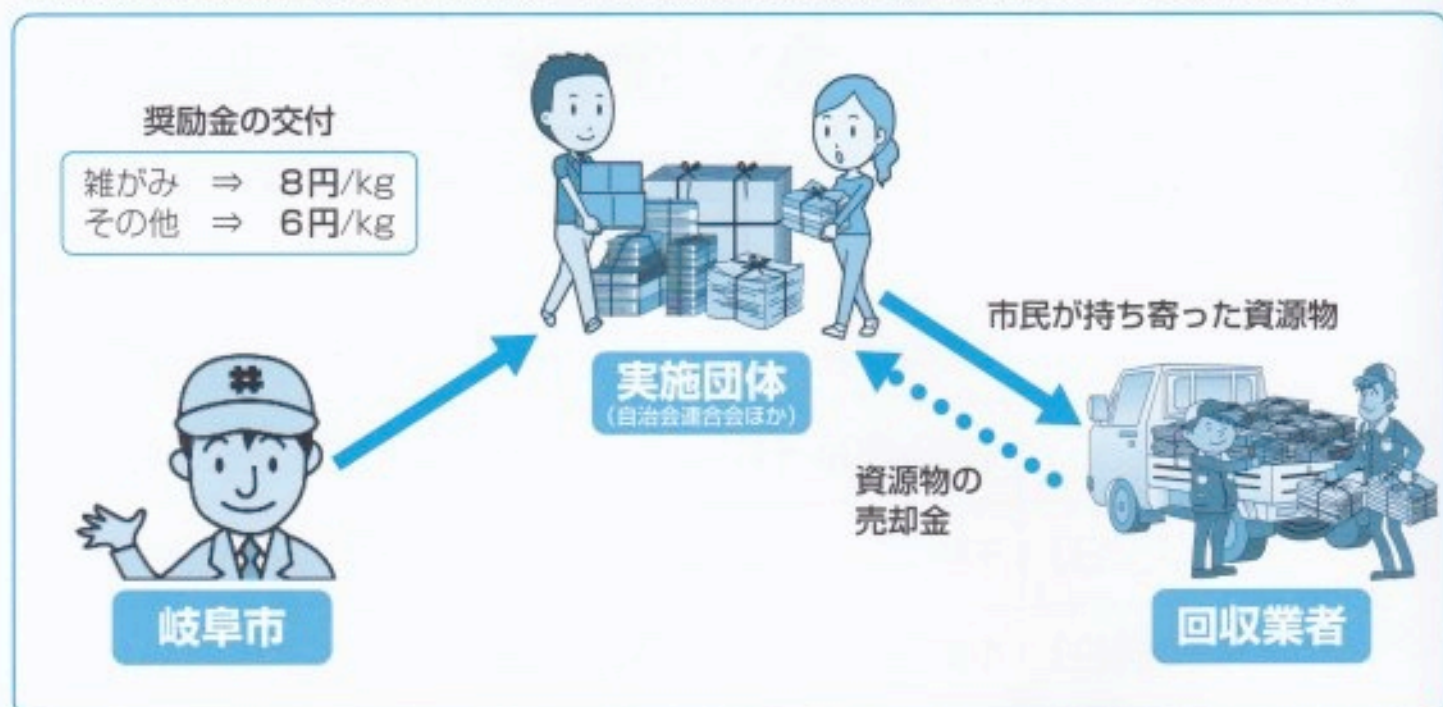 奨励金の交付
雑がみ ⇒ 8円/kg
その他 ⇒ 6円/kg
実施団体
(自治会連合会ほか)
市民が持ち寄った資源物
資源物の
売却金
岐阜市
回収業者